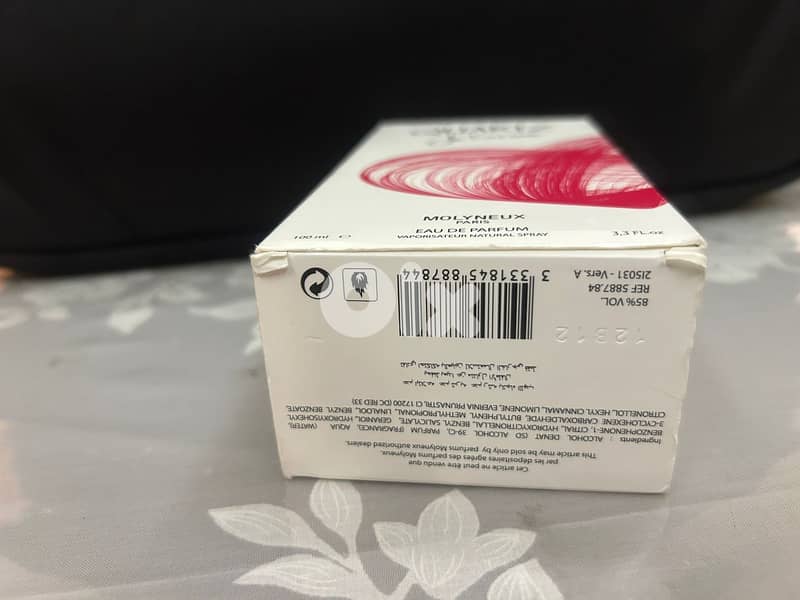 QUARTZ
MOLYNEUX
PARIS
EAU DE PARFUM
VAPORISATEUR NATURAL SPRAY
100 ml ℮
3,3 FL.oz
Cet article ne peut être vendu que
par les dépositaires agréés des parfums Molyneux.
This article may be sold only by parfums Molyneux authorized dealers.
Ingredients : ALCOHOL DENAT (SD ALCOHOL 39-C), PARFUM (FRAGRANCE), AQUA (WATER),
BENZOPHENONE-1, CITRAL, HYDROXYCITRONELLAL, BENZYL SALICYLATE, GERANIOL, HYDROXYISOHEXYL
3-CYCLOHEXENE CARBOXALDEHYDE, BUTYLPHENYL METHYLPROPIONAL, LINALOOL,
CITRONELLOL, HEXYL CINNAMAL, LIMONENE, EVERNIA PRUNASTRI, BENZYL BENZOATE, CI 17200 (DC RED 33)
12312
85% VOL.
REF 5887.84
2I5031 - Vers. A
3 331845 887844